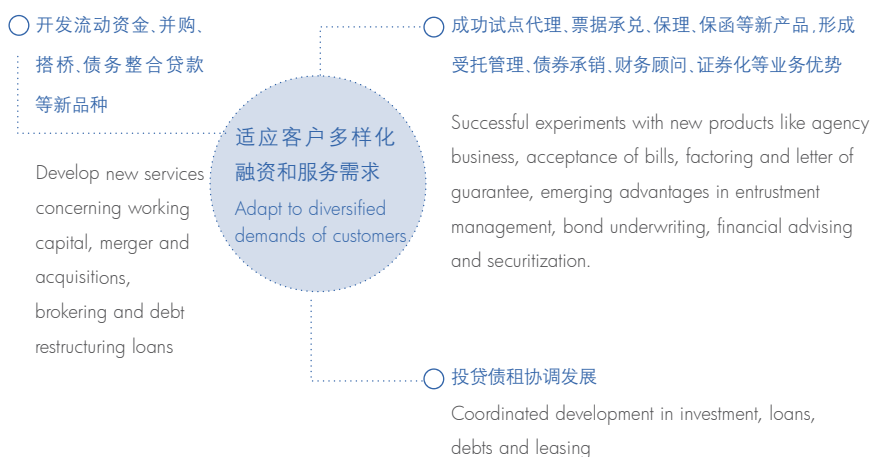 开发流动资金、并购、
搭桥、债务整合贷款
等新品种
Develop new services
concerning working
capital, merger and
acquisitions,
brokering and debt
restructuring loans
适应客户多样化
融资和服务需求
Adapt to diversified
demands of customers
成功试点代理、票据承兑、保理、保函等新产品,形成
受托管理、债券承销、财务顾问、证券化等业务优势
Successful experiments with new products like agency
business, acceptance of bills, factoring and letter of
guarantee, emerging advantages in entrustment
management, bond underwriting, financial advising
and securitization.
投贷债租协调发展
Coordinated development in investment, loans,
debts and leasing